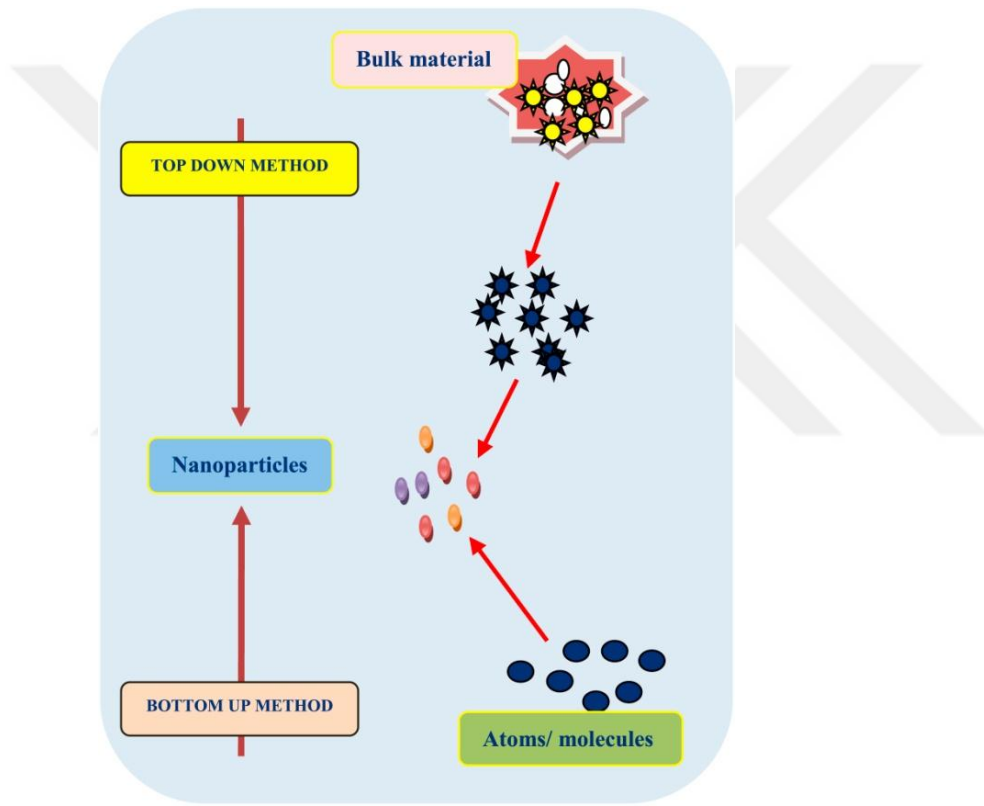 Bulk material
TOP DOWN METHOD
Nanoparticles
BOTTOM UP METHOD
Atoms/ molecules